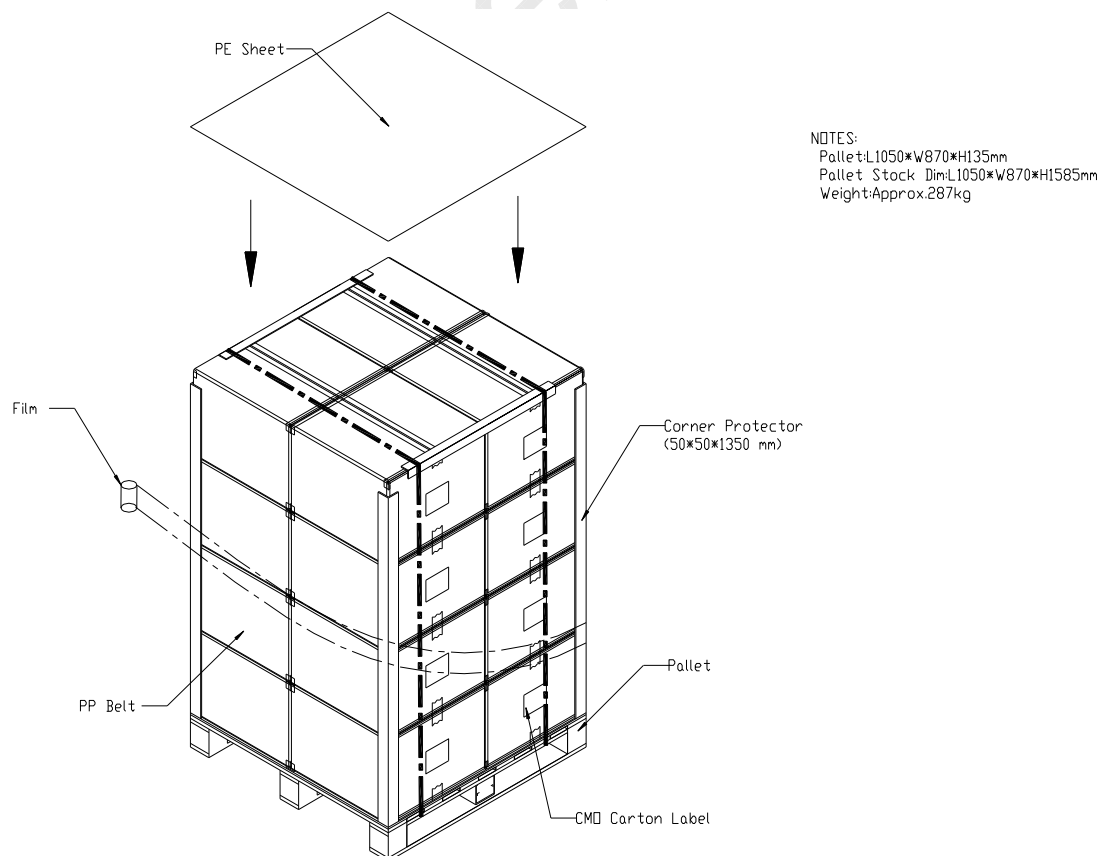 PE Sheet
NOTES:
Pallet:L1050*W870*H135mm
Pallet Stock Dim:L1050*W870*H1585mm
Weight:Approx.287kg
Film
Corner Protector
(50*50*1350 mm)
Pallet
PP Belt
CMO Carton Label